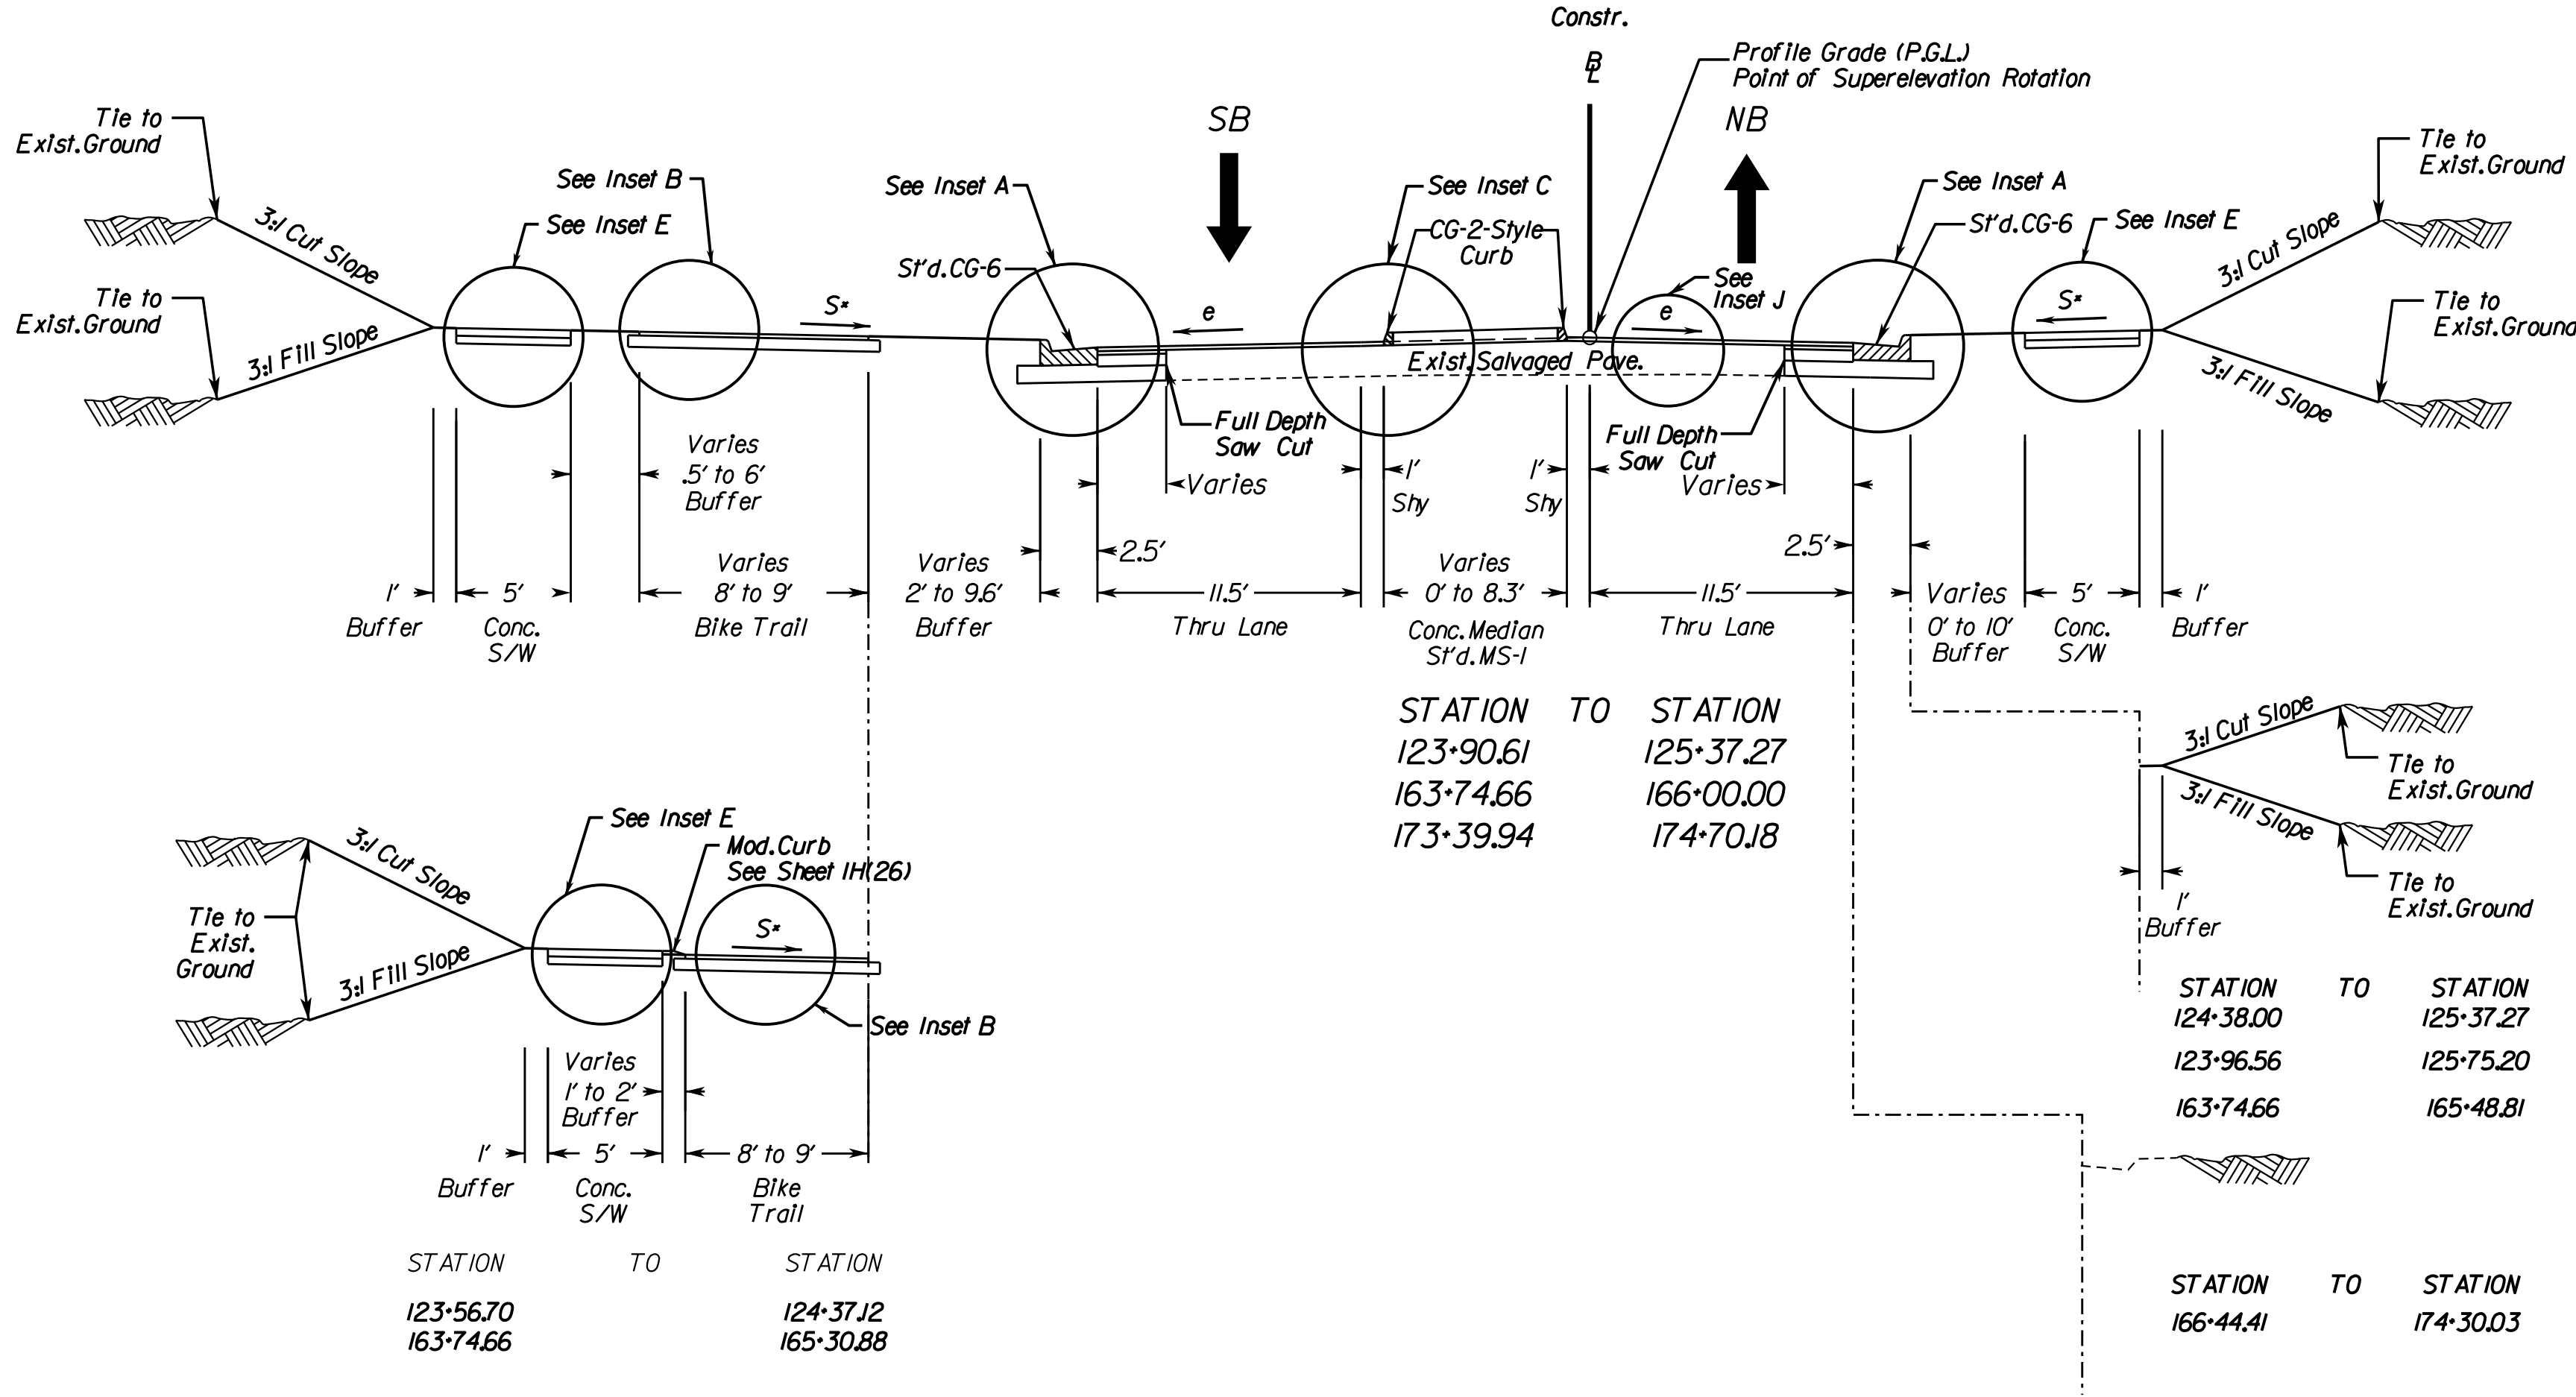 Constr.
BL
Profile Grade (P.G.L.)
Point of Superelevation Rotation
SB
NB
Tie to
Exist.Ground
See Inset B
See Inset E
3:1 Cut Slope
Tie to
Exist.Ground
3:1 Fill Slope
S*
See Inset A
St'd.CG-6
e
See Inset C
CG-2-Style
Curb
See
Inset J
e
Exist.Salvaged Pave.
See Inset A
St'd.CG-6
See Inset E
S*
3:1 Cut Slope
3:1 Fill Slope
Tie to
Exist.Ground
Tie to
Exist.Ground
Full Depth
Saw Cut
Full Depth
Saw Cut
Varies
.5' to 6'
Buffer
Varies
1'
Shy
1'
Shy
Varies
2.5'
2.5'
1'
Buffer
5'
Conc.
S/W
Varies
8' to 9'
Bike Trail
Varies
2' to 9.6'
Buffer
11.5'
Thru Lane
Varies
0' to 8.3'
Conc.Median
St'd.MS-1
11.5'
Thru Lane
Varies
0' to 10'
Buffer
5'
Conc.
S/W
1'
Buffer
STATION TO STATION
123+90.61 125+37.27
163+74.66 166+00.00
173+39.94 174+70.18
3:1 Cut Slope
3:1 Fill Slope
Tie to
Exist.Ground
Tie to
Exist.Ground
1'
Buffer
STATION TO STATION
124+38.00 125+37.27
123+96.56 125+75.20
163+74.66 165+48.81
STATION TO STATION
166+44.41 174+30.03
See Inset E
Mod.Curb
See Sheet 1H(26)
3:1 Cut Slope
3:1 Fill Slope
Tie to
Exist.
Ground
S*
See Inset B
Varies
1' to 2'
Buffer
1'
Buffer
5'
Conc.
S/W
8' to 9'
Bike
Trail
STATION TO STATION
123+56.70 124+37.12
163+74.66 165+30.88